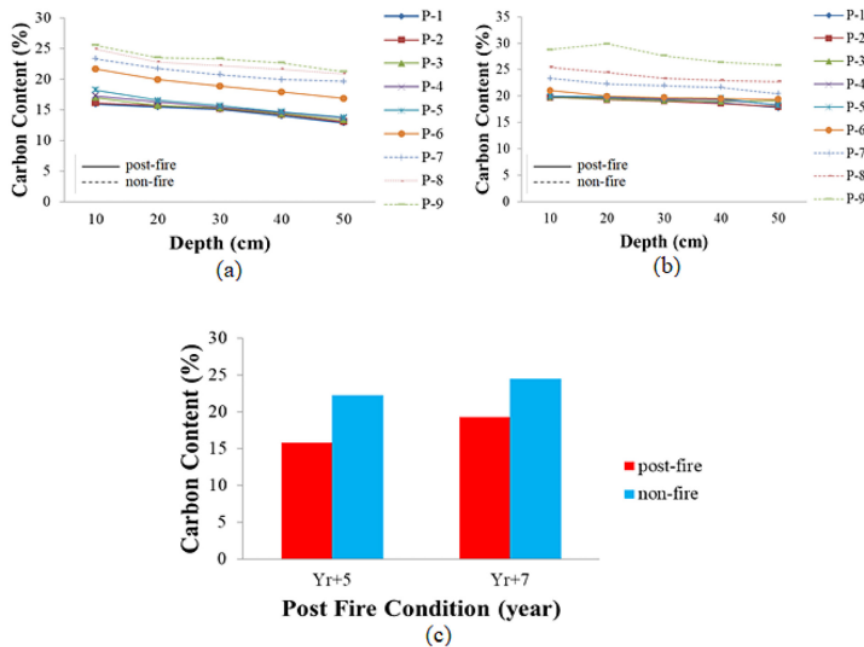 30
25
20
15
10
5
0
Carbon Content (%)
post-fire
non-fire
10 20 30 40 50
Depth (cm)
P-1
P-2
P-3
P-4
P-5
P-6
P-7
P-8
P-9
(a)
35
30
25
20
15
10
5
0
Carbon Content (%)
post-fire
non-fire
10 20 30 40 50
Depth (cm)
P-1
P-2
P-3
P-4
P-5
P-6
P-7
P-8
P-9
(b)
30
25
20
15
10
5
0
Carbon Content (%)
Yr+5 Yr+7
Post Fire Condition (year)
post-fire
non-fire
(c)